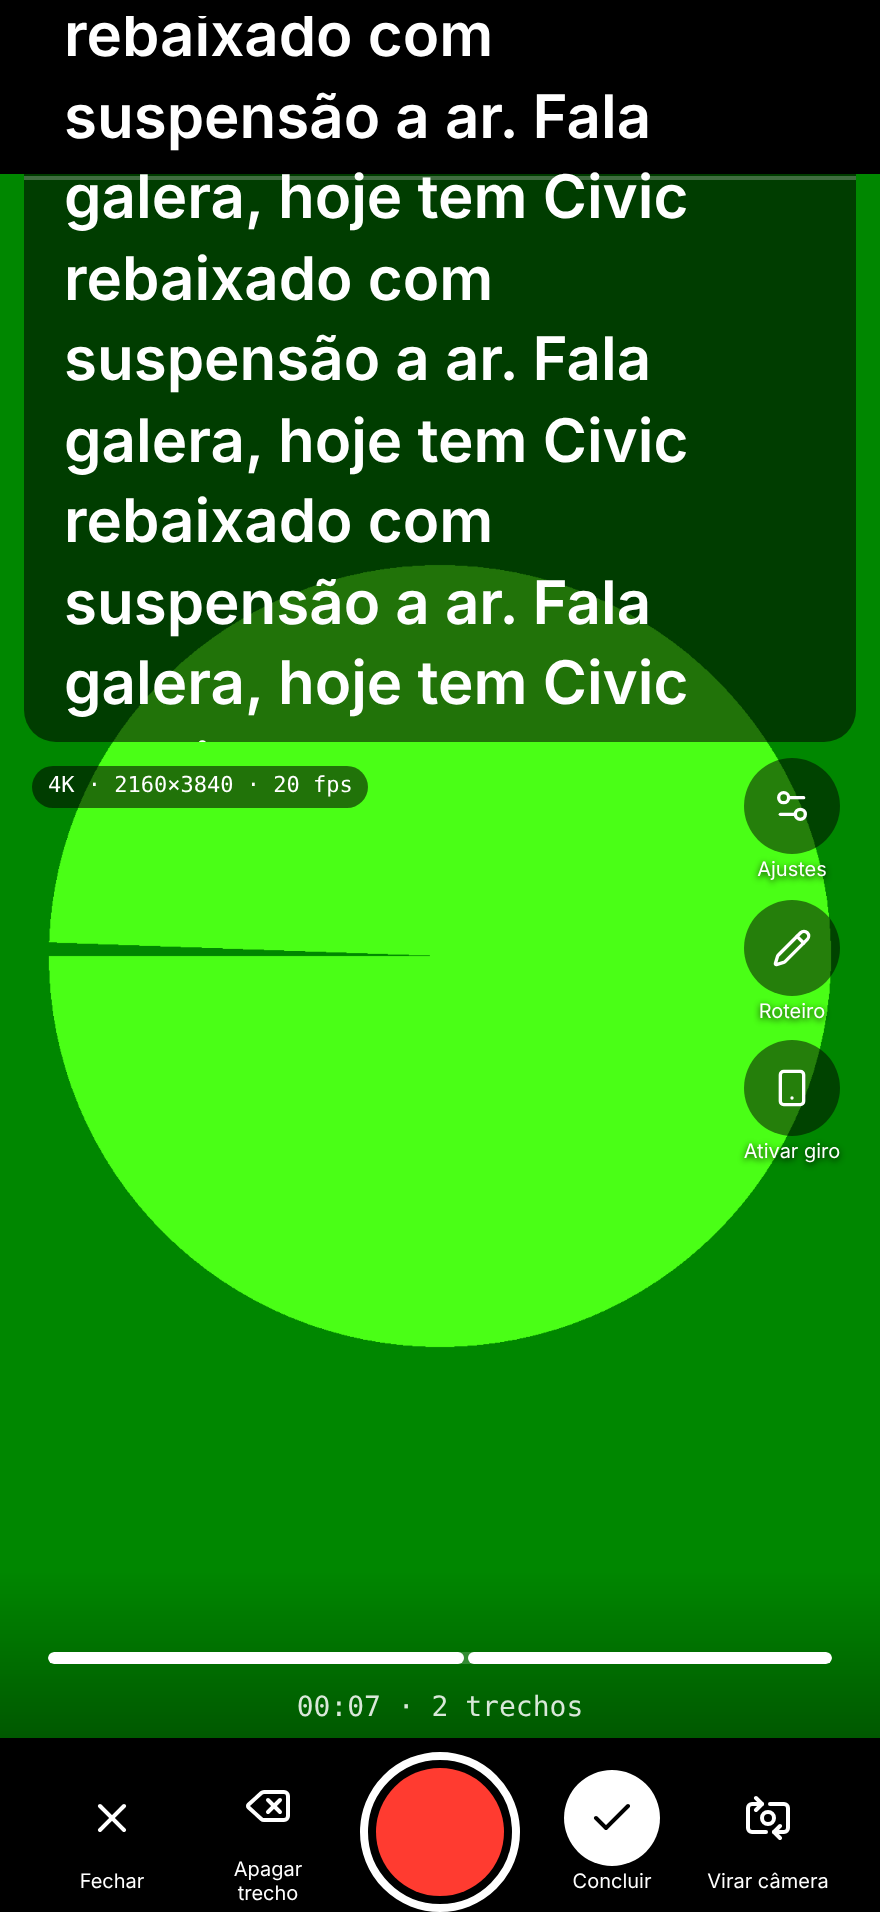 rebaixado com
suspensão a ar. Fala
galera, hoje tem Civic
rebaixado com
suspensão a ar. Fala
galera, hoje tem Civic
rebaixado com
suspensão a ar. Fala
galera, hoje tem Civic
4K · 2160×3840 · 20 fps
Ajustes
Roteiro
Ativar giro
00:07 · 2 trechos
Fechar
Apagar
trecho
Concluir
Virar câmera